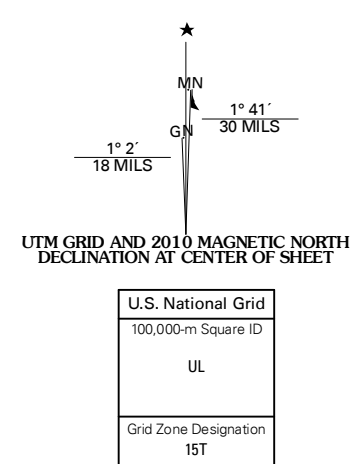 MN
1° 41´
30 MILS
GN
1° 2´
18 MILS
UTM GRID AND 2010 MAGNETIC NORTH
DECLINATION AT CENTER OF SHEET
U.S. National Grid
100,000-m Square ID
UL
Grid Zone Designation
15T